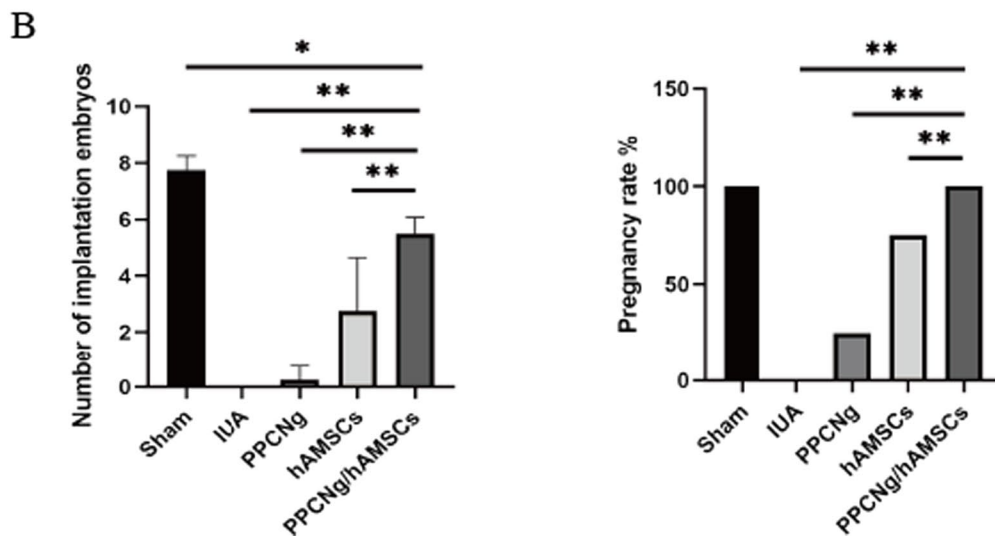 B
Number of implantation embryos
10
8
6
4
2
0
*
**
**
**
Sham
IUA
PPCNg
hAMSCs
PPCNg/hAMSCs
Pregnancy rate %
150
100
50
0
**
**
**
Sham
IUA
PPCNg
hAMSCs
PPCNg/hAMSCs